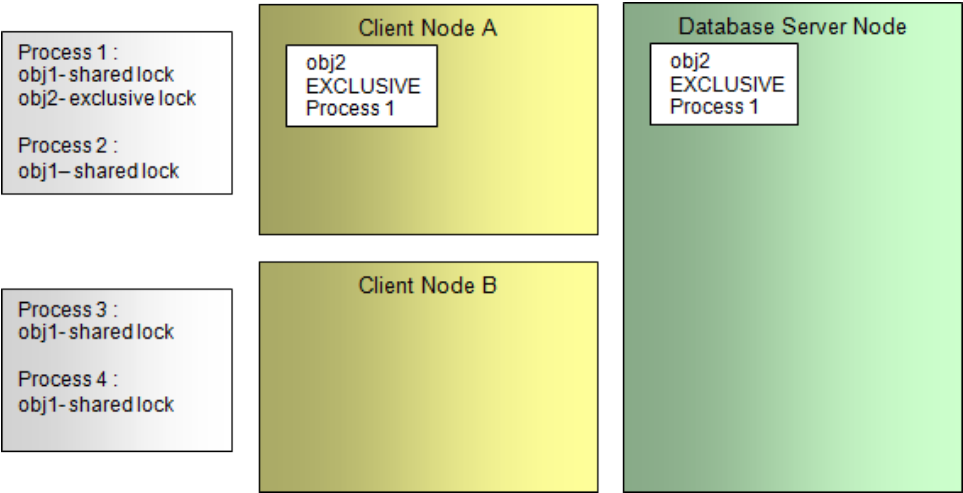 Process 1 :
obj1- shared lock
obj2- exclusive lock
Process 2 :
obj1– shared lock
Client Node A
obj2
EXCLUSIVE
Process 1
Database Server Node
obj2
EXCLUSIVE
Process 1
Process 3 :
obj1- shared lock
Process 4 :
obj1- shared lock
Client Node B